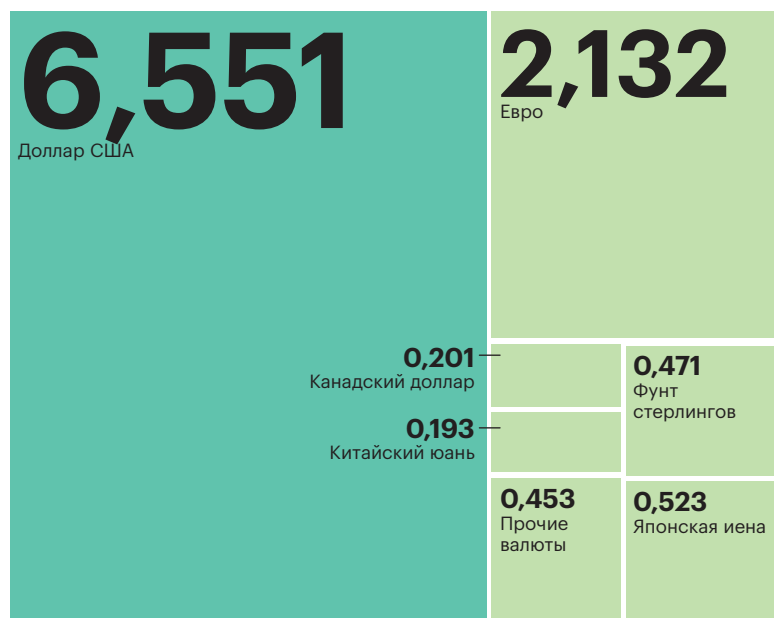 6,551
Доллар США
2,132
Евро
0,201
Канадский доллар
0,193
Китайский юань
0,471
Фунт
стерлингов
0,453
Прочие
валюты
0,523
Японская иена